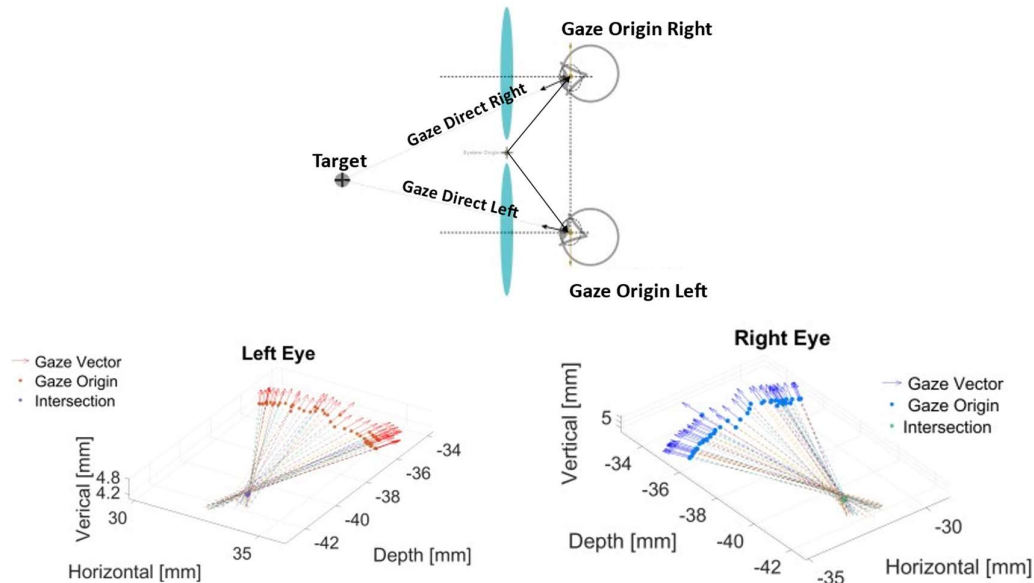 Gaze Origin Right
Gaze Direct Right
System Origin
Target
Gaze Direct Left
Gaze Origin Left
Left Eye
Gaze Vector
Gaze Origin
Intersection
Verical [mm]
4.8
4.2
30
35
Horizontal [mm]
-34
-36
-38
-40
-42
Depth [mm]
Right Eye
Gaze Vector
Gaze Origin
Intersection
Vertical [mm]
5
5
-34
-36
-38
-40
-42
Depth [mm]
-30
-35
Horizontal [mm]